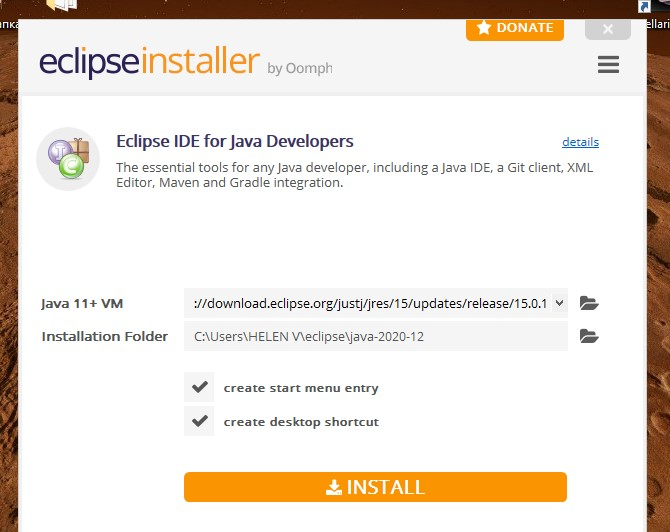 DONATE
eclipseinstaller by Oomph
Eclipse IDE for Java Developers
details
The essential tools for any Java developer, including a Java IDE, a Git client, XML
Editor, Maven and Gradle integration.
Java 11+ VM
://download.eclipse.org/justj/jres/15/updates/release/15.0.1
Installation Folder
C:\Users\HELEN V\eclipse\java-2020-12
create start menu entry
create desktop shortcut
INSTALL